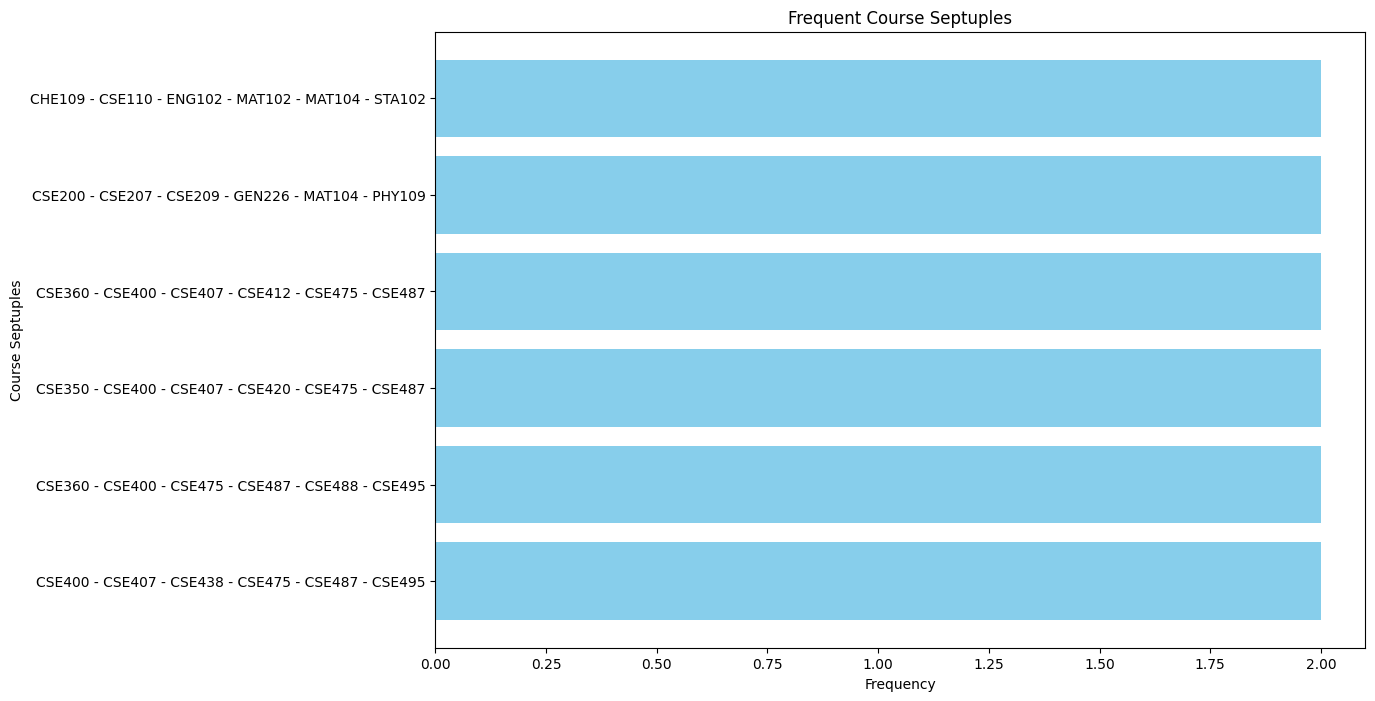 Frequent Course Septuples
Course Septuples
CHE109 - CSE110 - ENG102 - MAT102 - MAT104 - STA102
CSE200 - CSE207 - CSE209 - GEN226 - MAT104 - PHY109
CSE360 - CSE400 - CSE407 - CSE412 - CSE475 - CSE487
CSE350 - CSE400 - CSE407 - CSE420 - CSE475 - CSE487
CSE360 - CSE400 - CSE475 - CSE487 - CSE488 - CSE495
CSE400 - CSE407 - CSE438 - CSE475 - CSE487 - CSE495
0.00 0.25 0.50 0.75 1.00 1.25 1.50 1.75 2.00
Frequency